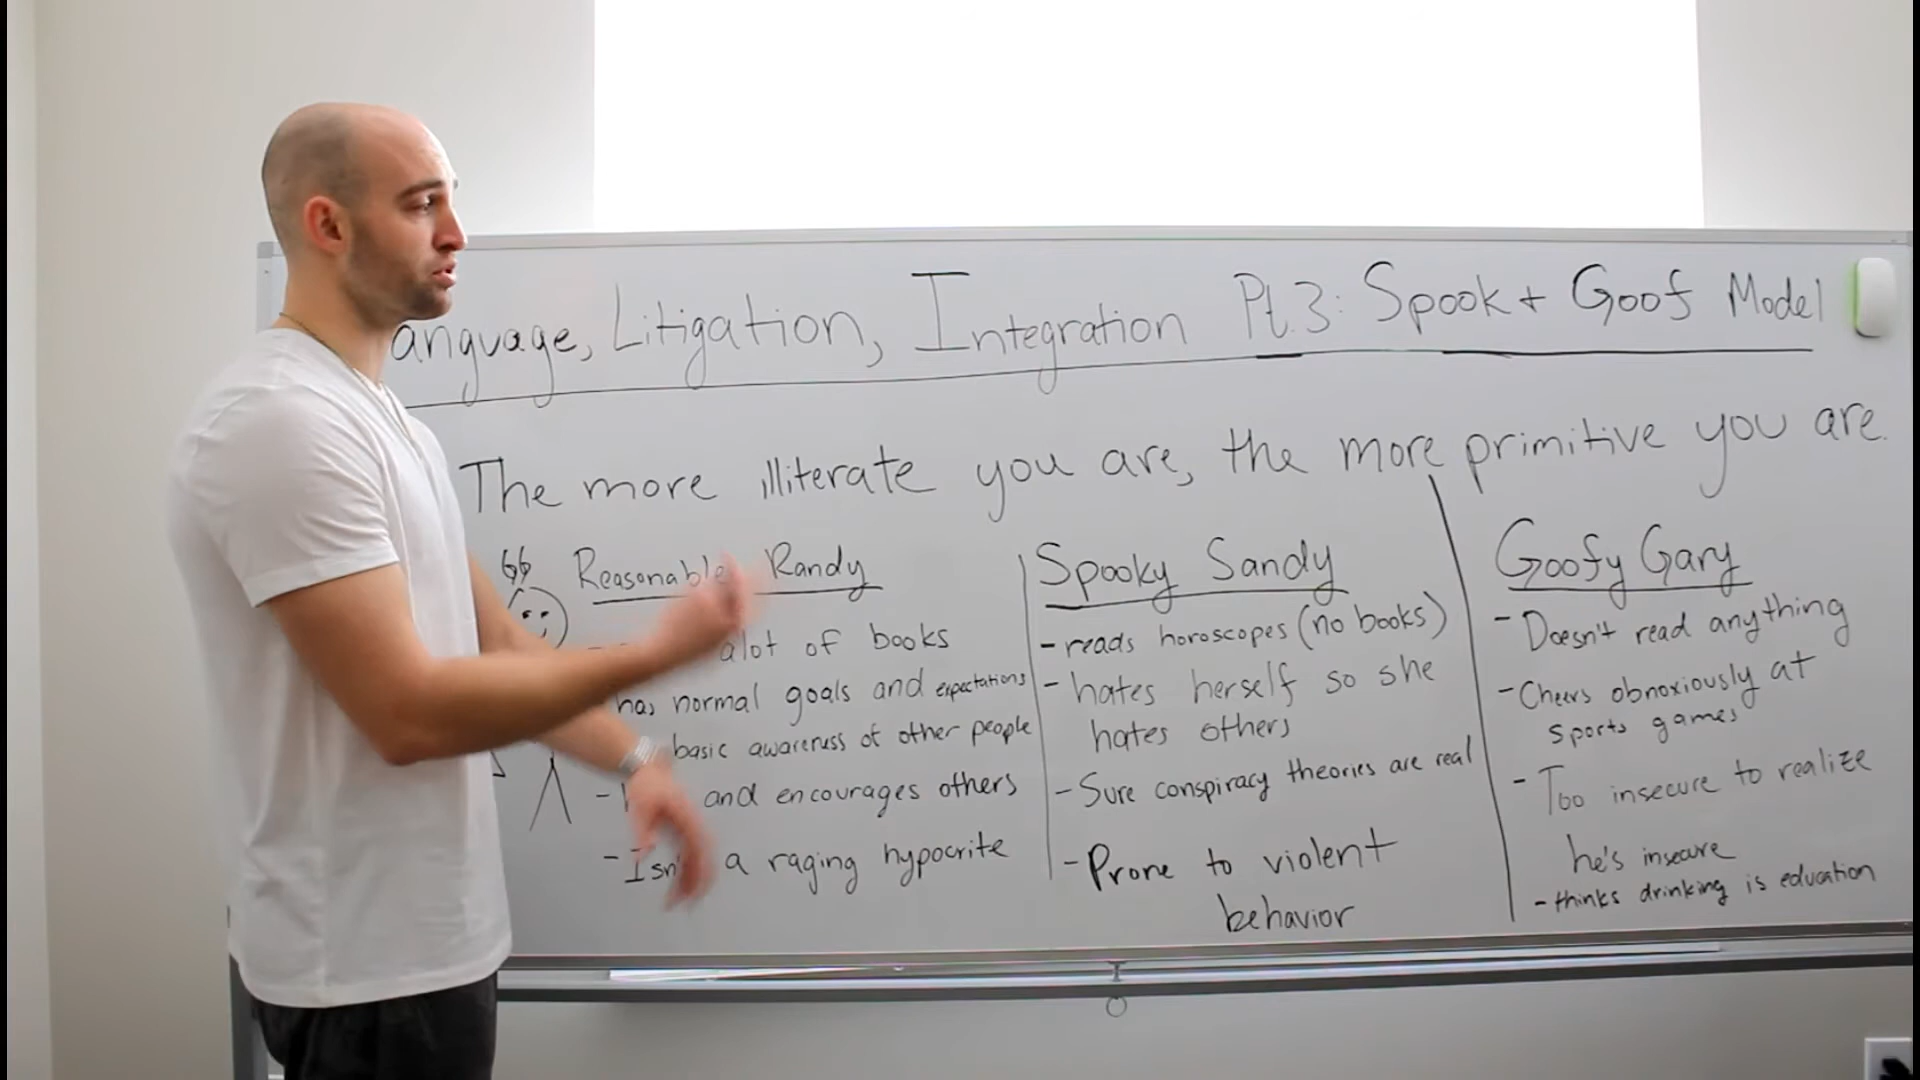 anguage, Litigation, Integration Pt.3: Spook + Goof Model
The more illiterate you are, the more primitive you are.
Reasonable Randy
alot of books
has normal goals and expectations
basic awareness of other people
- and encourages others
- Isn't a raging hypocrite
Spooky Sandy
- reads horoscopes (no books)
- hates herself so she
hates others
- Sure conspiracy theories are real
- Prone to violent
behavior
Goofy Gary
- Doesn't read anything
- Cheers obnoxiously at
sports games
- Too insecure to realize
he's insecure
- thinks drinking is education